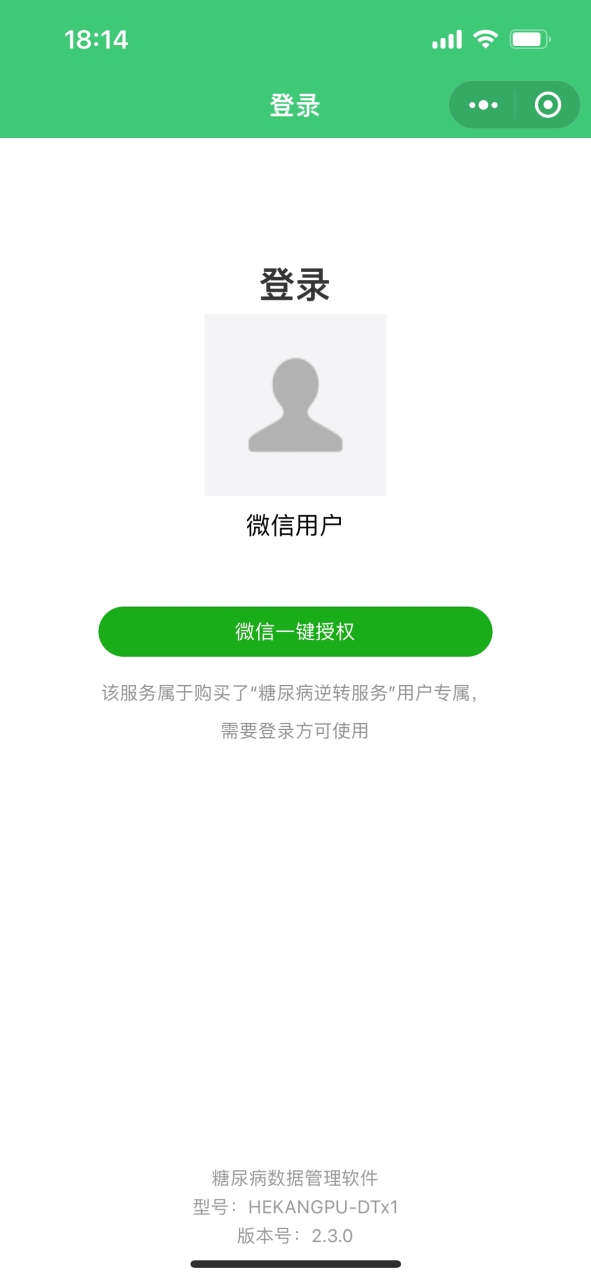 18:14
登录
登录
微信用户
微信一键授权
该服务属于购买了“糖尿病逆转服务”用户专属，
需要登录方可使用
糖尿病数据管理软件
型号：HEKANGPU-DTx1
版本号：2.3.0